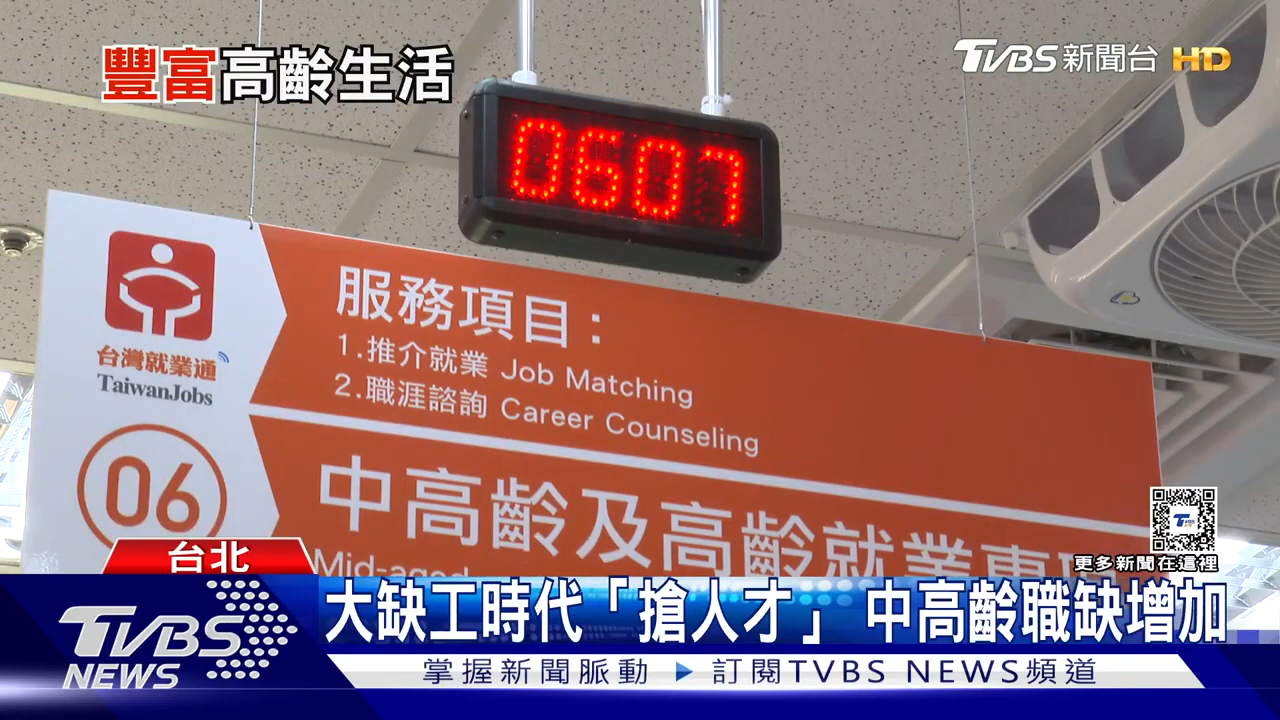 豐富高齡生活
TVBS新聞台 HD
0607
服務項目：
1.推介就業 Job Matching
2.職涯諮詢 Career Counseling
台灣就業通
TaiwanJobs
06
中高齡及高齡就業專
Mid-aged
TVBS
更多新聞在這裡
台北
大缺工時代「搶人才」 中高齡職缺增加
TVBS
NEWS
掌握新聞脈動 ▶ 訂閱TVBS NEWS頻道